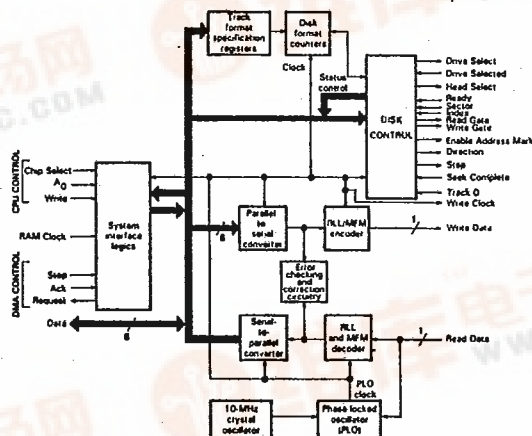 Track
format
specification
registers
Disk
format
counters
Clock
Status
control
DISK
CONTROL
Drive Select
Drive Selected
Head Select
Ready
Sector
Index
Read Gate
Write Gate
Enable Address Mark
Direction
Step
Seek Complete
Track 0
Write Clock
CPU CONTROL
Chip Select
A0
Write
RAM Clock
DMA CONTROL
Stop
Ack
Request
Data
6
System
interface
logics
8
Parallel
to
serial
converter
RLL/MFM
encoder
1
Write Data
Error
checking
and
correction
circuitry
Serial-
to-
parallel
converter
RLL
and MFM
decoder
1
Read Data
PLO
clock
10-MHz
crystal
oscillator
Phase locked
oscillator
(PLO)